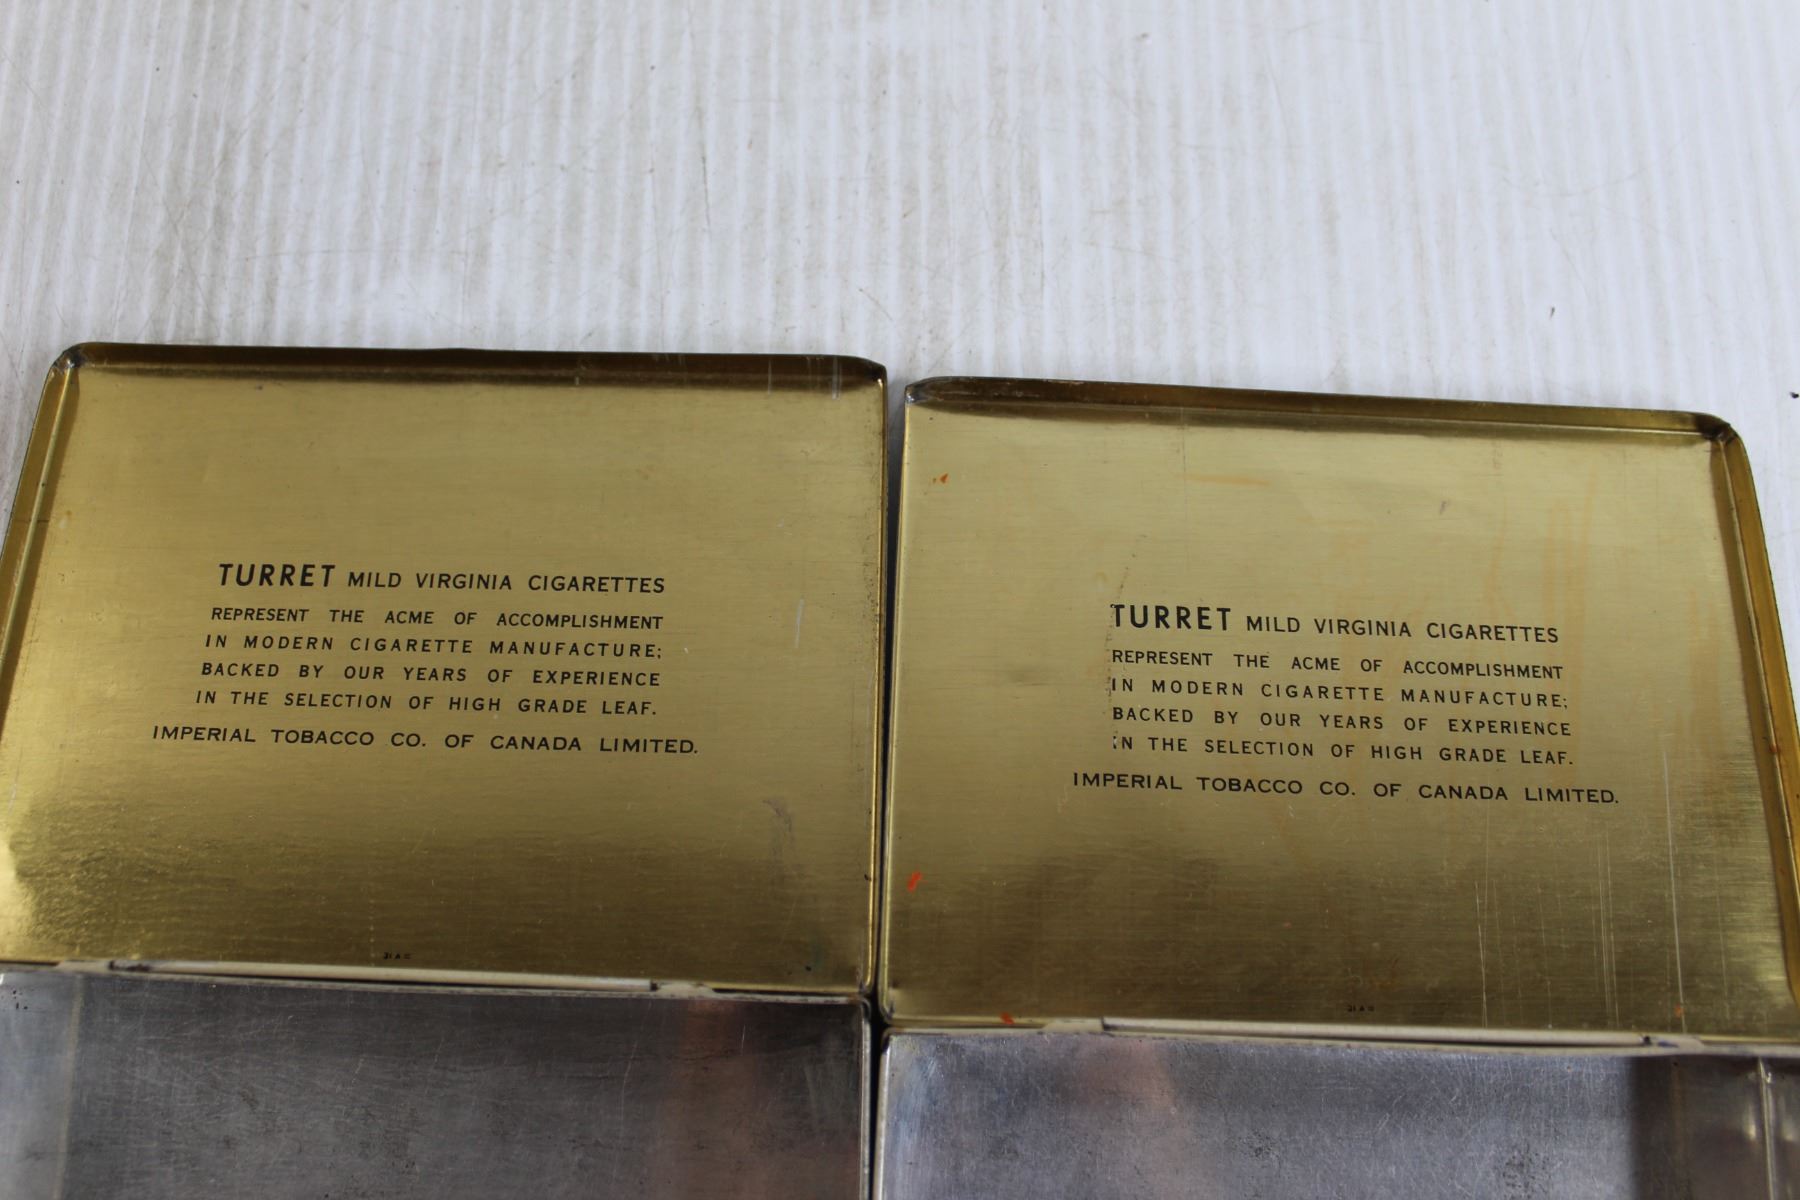 TURRET MILD VIRGINIA CIGARETTES
REPRESENT THE ACME OF ACCOMPLISHMENT
IN MODERN CIGARETTE MANUFACTURE;
BACKED BY OUR YEARS OF EXPERIENCE
IN THE SELECTION OF HIGH GRADE LEAF.
IMPERIAL TOBACCO CO. OF CANADA LIMITED.
TURRET MILD VIRGINIA CIGARETTES
REPRESENT THE ACME OF ACCOMPLISHMENT
IN MODERN CIGARETTE MANUFACTURE;
BACKED BY OUR YEARS OF EXPERIENCE
IN THE SELECTION OF HIGH GRADE LEAF.
IMPERIAL TOBACCO CO. OF CANADA LIMITED.